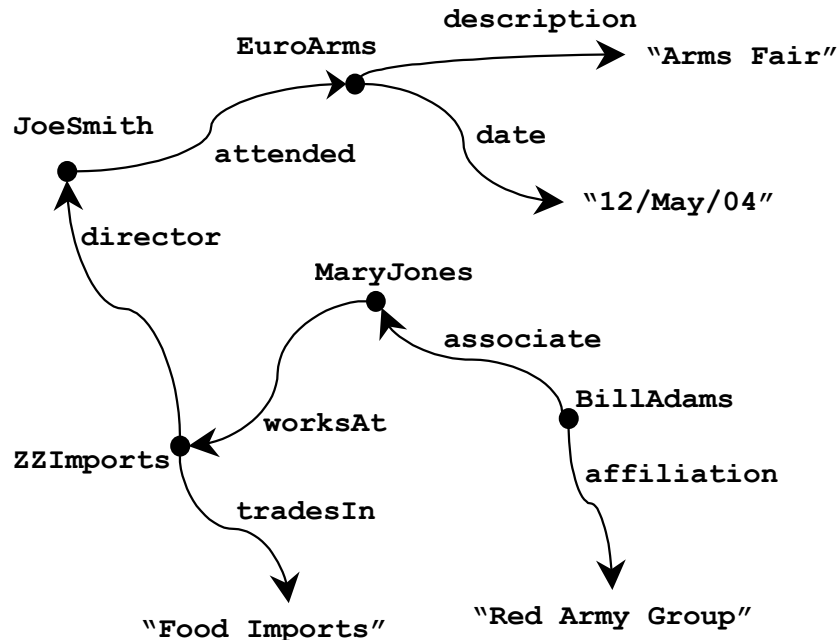 description
EuroArms
“Arms Fair”
JoeSmith
attended
date
“12/May/04”
director
MaryJones
associate
BillAdams
worksAt
ZZImports
affiliation
tradesIn
“Food Imports”
“Red Army Group”